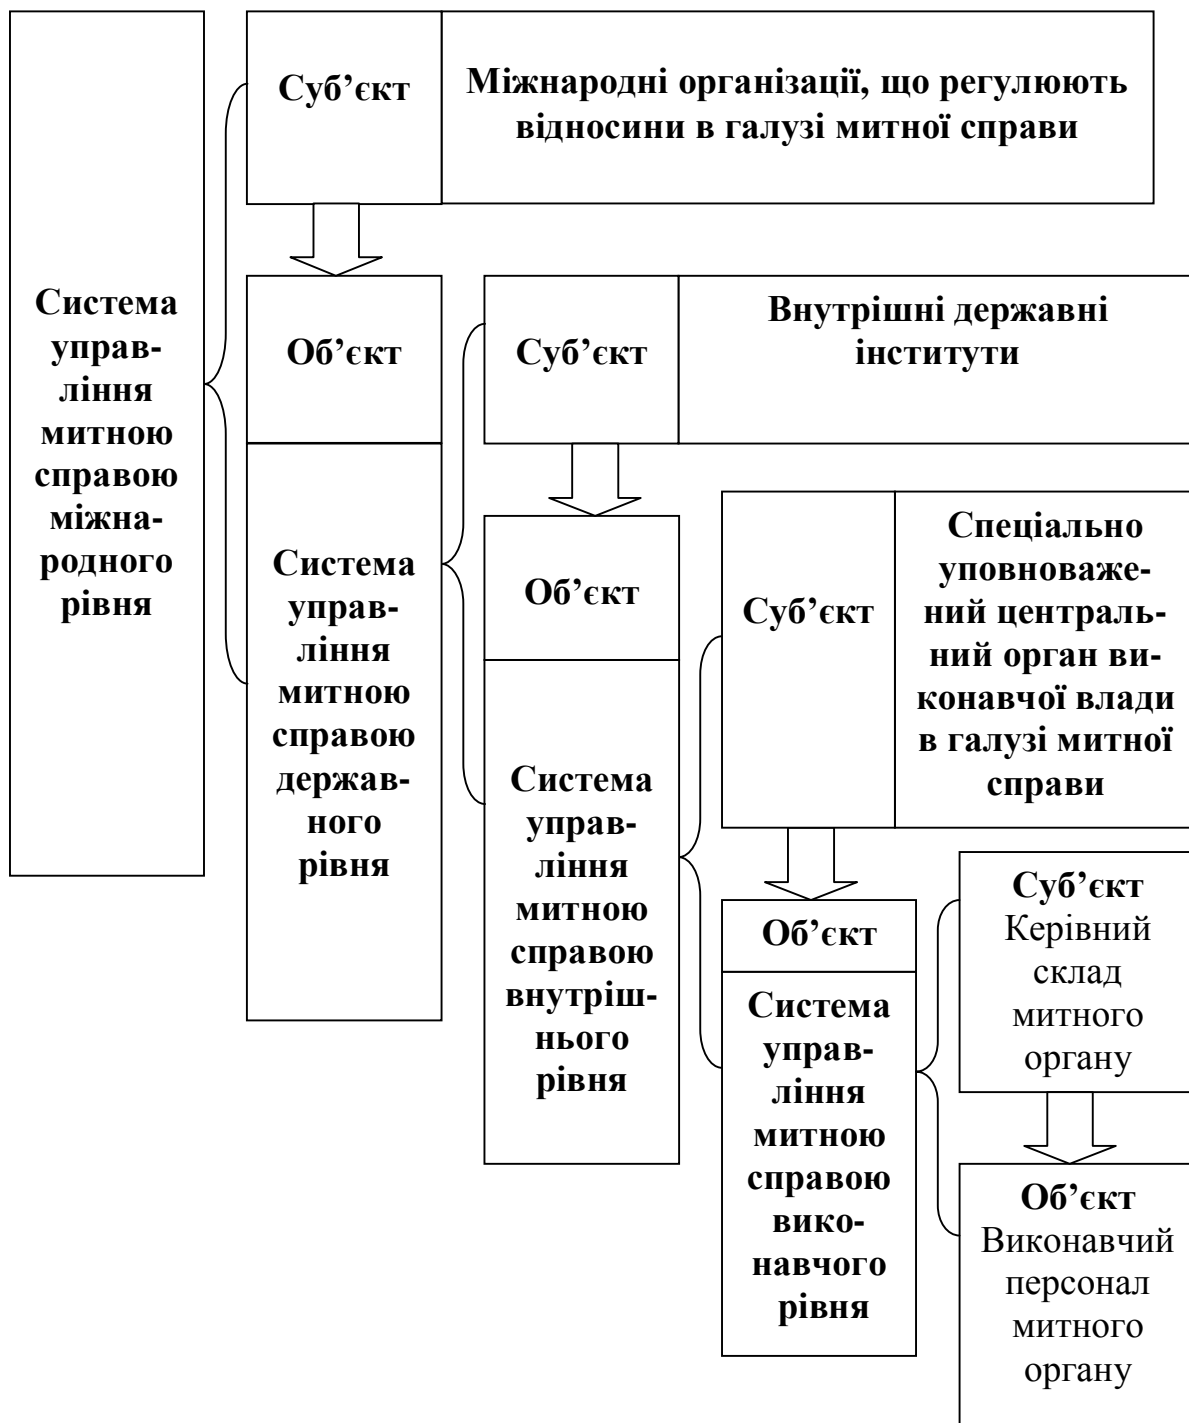 Система
управ-
ління
митною
справою
міжна-
родного
рівня
Суб’єкт
Міжнародні організації, що регулюють
відносини в галузі митної справи
Об’єкт
Система
управ-
ління
митною
справою
держав-
ного
рівня
Суб’єкт
Внутрішні державні
інститути
Об’єкт
Система
управ-
ління
митною
справою
внутріш-
нього
рівня
Суб’єкт
Спеціально
уповноваже-
ний централь-
ний орган ви-
конавчої влади
в галузі митної
справи
Об’єкт
Система
управ-
ління
митною
справою
вико-
навчого
рівня
Суб’єкт
Керівний
склад
митного
органу
Об’єкт
Виконавчий
персонал
митного
органу